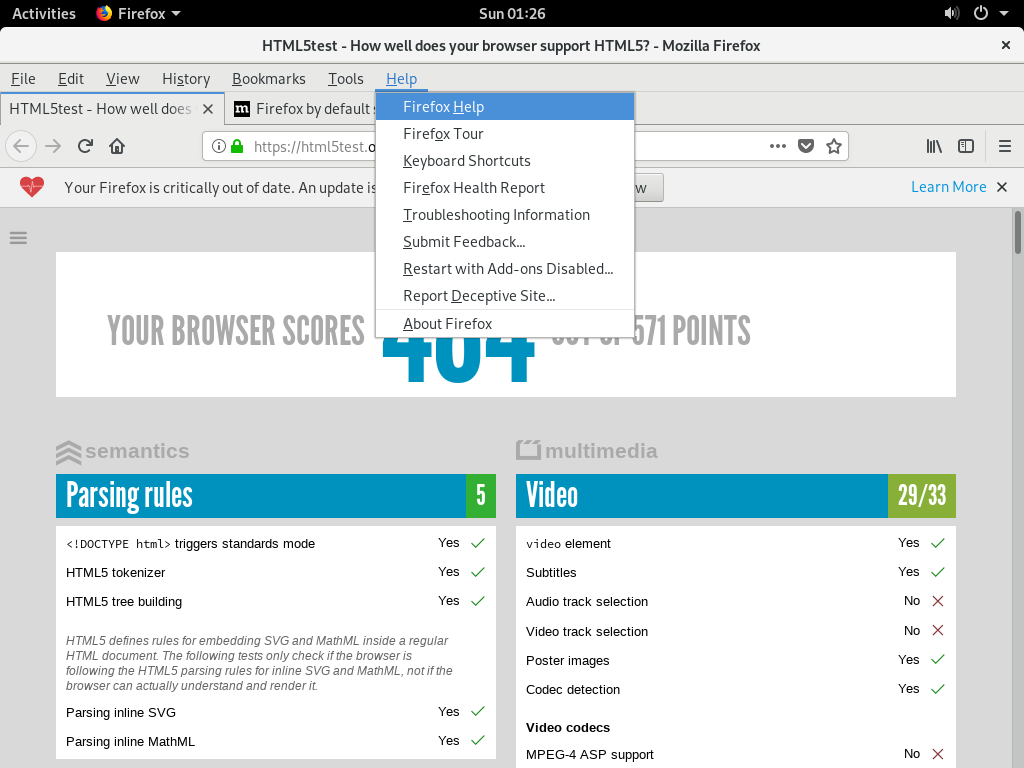 Activities Firefox Sun 01:26
HTML5test - How well does your browser support HTML5? - Mozilla Firefox
File Edit View History Bookmarks Tools Help
HTML5test - How well does
m Firefox by default
https://html5test.o
Your Firefox is critically out of date. An update is
Learn More
Firefox Help
Firefox Tour
Keyboard Shortcuts
Firefox Health Report
Troubleshooting Information
Submit Feedback...
Restart with Add-ons Disabled...
Report Deceptive Site...
About Firefox
YOUR BROWSER SCORES
404 OUT OF 571 POINTS
semantics
Parsing rules 5
<!DOCTYPE html> triggers standards mode Yes
HTML5 tokenizer Yes
HTML5 tree building Yes
HTML5 defines rules for embedding SVG and MathML inside a regular
HTML document. The following tests only check if the browser is
following the HTML5 parsing rules for inline SVG and MathML, not if the
browser can actually understand and render it.
Parsing inline SVG Yes
Parsing inline MathML Yes
multimedia
Video 29/33
video element Yes
Subtitles Yes
Audio track selection No
Video track selection No
Poster images Yes
Codec detection Yes
Video codecs
MPEG-4 ASP support No